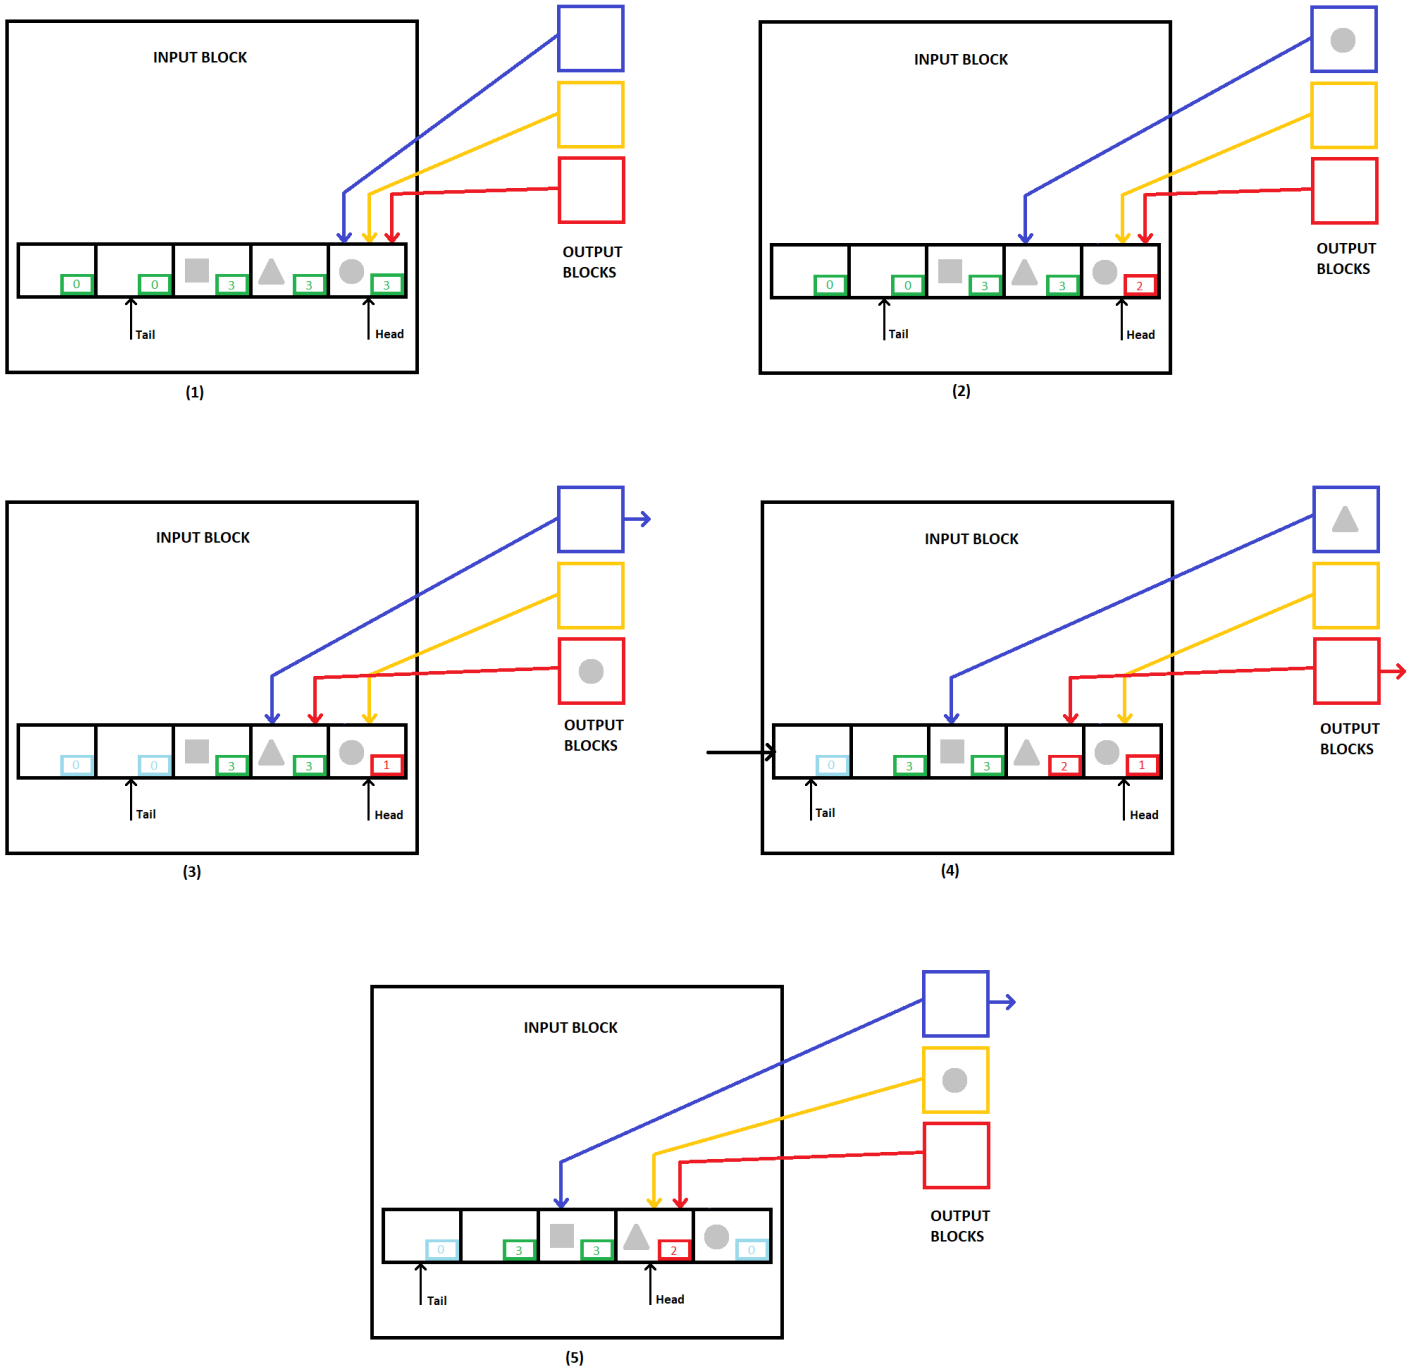 INPUT BLOCK
0 0 3 3 3
Tail
Head
OUTPUT
BLOCKS
(1)
INPUT BLOCK
0 0 3 3 2
Tail
Head
OUTPUT
BLOCKS
(2)
INPUT BLOCK
0 0 3 3 1
Tail
Head
OUTPUT
BLOCKS
(3)
INPUT BLOCK
0 3 3 2 1
Tail
Head
OUTPUT
BLOCKS
(4)
INPUT BLOCK
0 3 3 2 0
Tail
Head
OUTPUT
BLOCKS
(5)